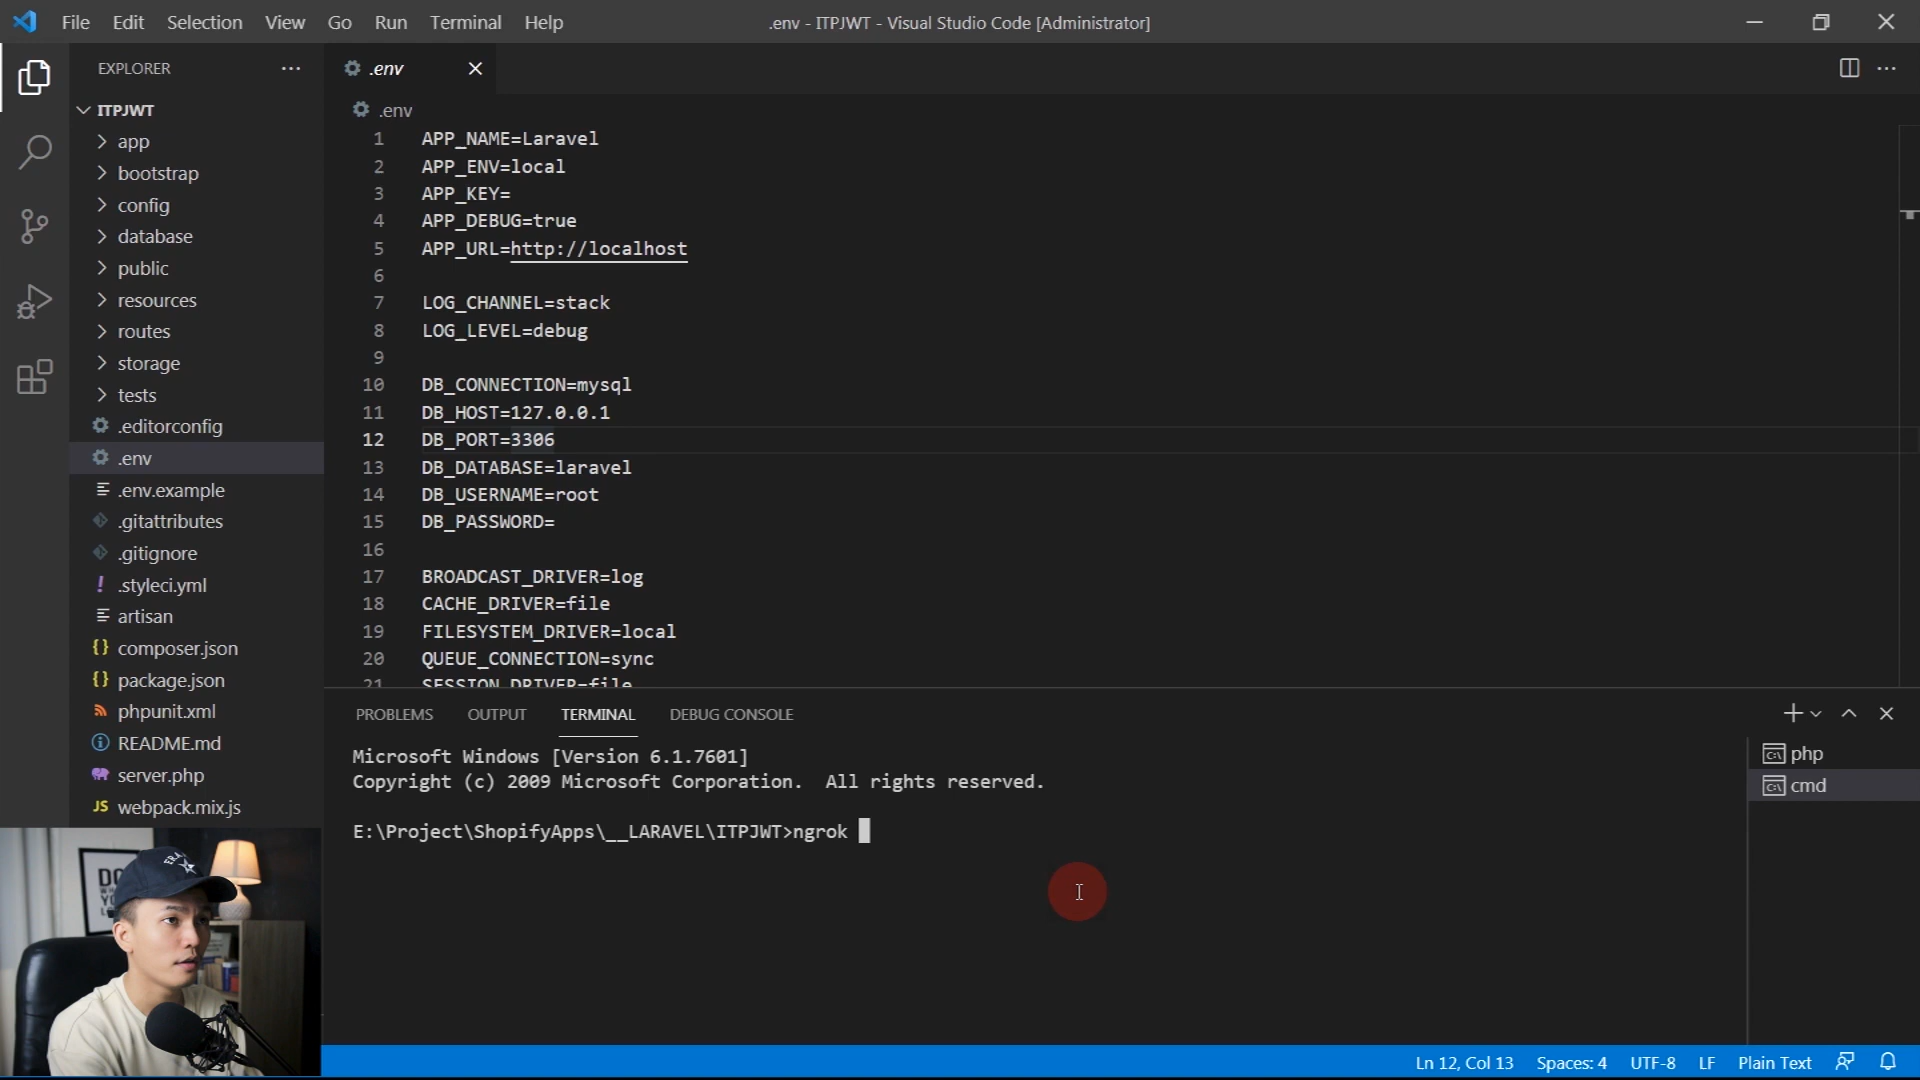 File Edit Selection View Go Run Terminal Help
.env - ITPJWT - Visual Studio Code [Administrator]
EXPLORER
ITPJWT
app
bootstrap
config
database
public
resources
routes
storage
tests
.editorconfig
.env
.env.example
.gitattributes
.gitignore
.styleci.yml
artisan
composer.json
package.json
phpunit.xml
README.md
server.php
JS webpack.mix.js
.env
.env
1 APP_NAME=Laravel
2 APP_ENV=local
3 APP_KEY=
4 APP_DEBUG=true
5 APP_URL=http://localhost
6
7 LOG_CHANNEL=stack
8 LOG_LEVEL=debug
9
10 DB_CONNECTION=mysql
11 DB_HOST=127.0.0.1
12 DB_PORT=3306
13 DB_DATABASE=laravel
14 DB_USERNAME=root
15 DB_PASSWORD=
16
17 BROADCAST_DRIVER=log
18 CACHE_DRIVER=file
19 FILESYSTEM_DRIVER=local
20 QUEUE_CONNECTION=sync
21 SESSION_DRIVER=file
PROBLEMS OUTPUT TERMINAL DEBUG CONSOLE
Microsoft Windows [Version 6.1.7601]
Copyright (c) 2009 Microsoft Corporation.  All rights reserved.
E:\Project\ShopifyApps\__LARAVEL\ITPJWT>ngrok
php
cmd
Ln 12, Col 13 Spaces: 4 UTF-8 LF Plain Text